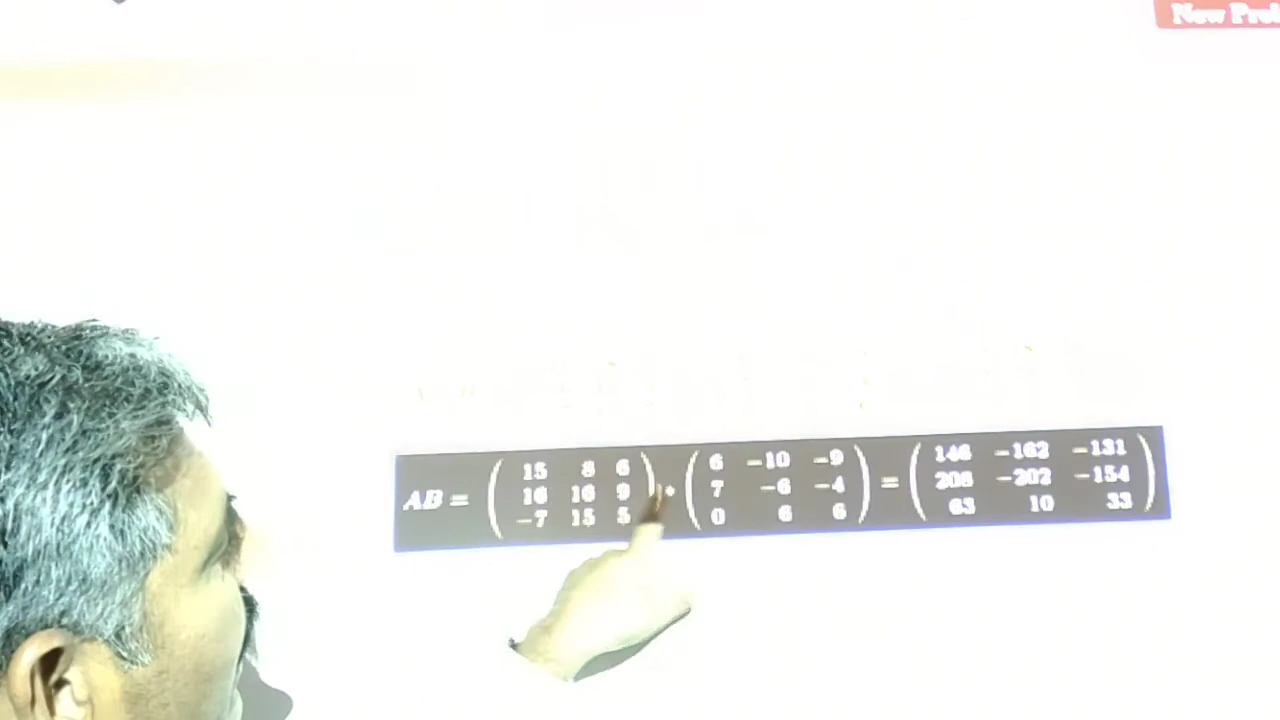 New
15 8 6 6 -10 -9 146 -162 -131
AB = 16 16 9 * 7 -6 -4 = 208 -202 -154
-7 15 5 0 6 6 63 10 33